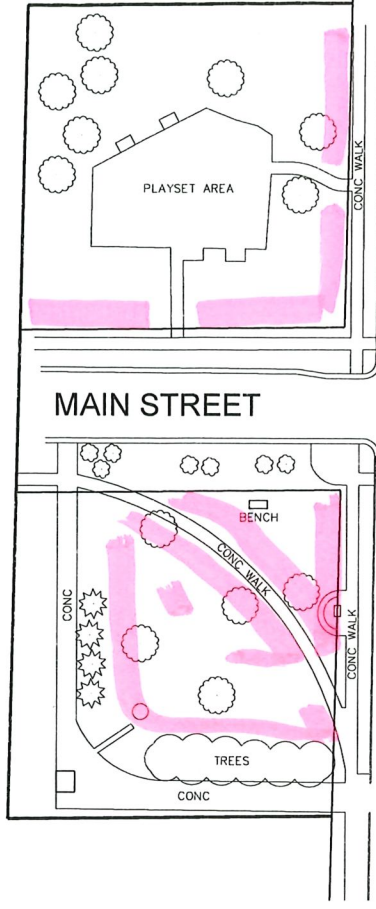 PLAYSET AREA
CONC WALK
MAIN STREET
BENCH
CONC WALK
CONC
CONC WALK
TREES
CONC